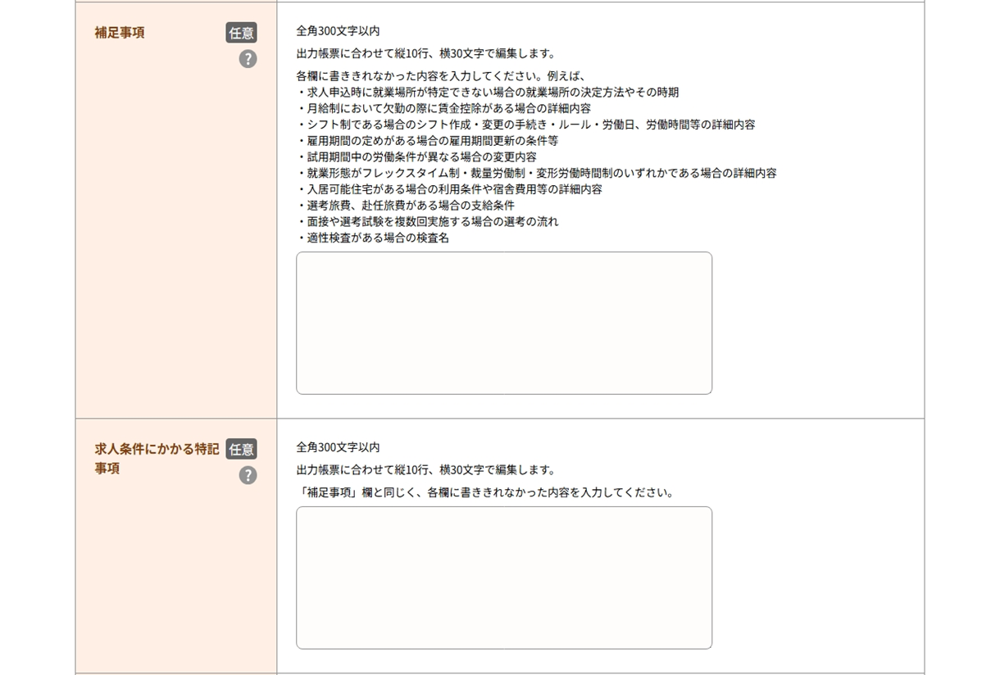 補足事項
任意
?
全角300文字以内
出力帳票に合わせて縦10行、横30文字で編集します。
各欄に書ききれなかった内容を入力してください。例えば、
・求人申込時に就業場所が特定できない場合の就業場所の決定方法やその時期
・月給制において欠勤の際に賃金控除がある場合の詳細内容
・シフト制である場合のシフト作成・変更の手続き・ルール・労働日、労働時間等の詳細内容
・雇用期間の定めがある場合の雇用期間更新の条件等
・試用期間中の労働条件が異なる場合の変更内容
・就業形態がフレックスタイム制・裁量労働制・変形労働時間制のいずれかである場合の詳細内容
・入居可能住宅がある場合の利用条件や宿舎費用等の詳細内容
・選考旅費、赴任旅費がある場合の支給条件
・面接や選考試験を複数回実施する場合の選考の流れ
・適性検査がある場合の検査名
求人条件にかかる特記
事項
任意
?
全角300文字以内
出力帳票に合わせて縦10行、横30文字で編集します。
「補足事項」欄と同じく、各欄に書ききれなかった内容を入力してください。